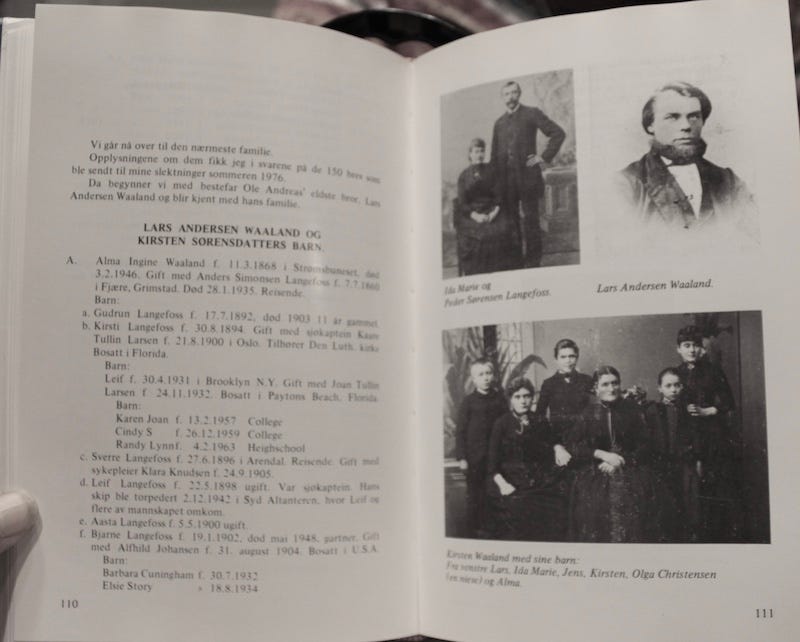 Vi går nå over til den nærmeste familie.
Opplysningene om dem fikk jeg i svarene på de 150 brev som
ble sendt til mine slektninger sommeren 1976.
Da begynner vi med bestefar Ole Andreas' eldste bror, Lars
Andersen Waaland og blir kjent med hans familie.
LARS ANDERSEN WAALAND OG
KIRSTEN SØRENSDATTERS BARN.
A. Alma Ingine Waaland f. 11.3.1868 i Strømsbuneset, død
3.2.1946. Gift med Anders Simonsen Langefoss f. 7.7.1860
i Fjære, Grimstad. Død 28.1.1935. Reisende.
Barn:
a. Gudrun Langefoss f. 17.7.1892, død 1903 11 år gammel.
b. Kirsti Langefoss f. 30.8.1894. Gift med sjøkaptein Kaare
Tullin Larsen f. 21.8.1900 i Oslo. Tilhører Den Luth. kirke
Bosatt i Florida.
Barn:
Leif f. 30.4.1931 i Brooklyn N.Y. Gift med Joan Tullin
Larsen f. 24.11.1932. Bosatt i Paytons Beach, Florida.
Barn:
Karen Joan f. 13.2.1957 College
Cindy S f. 26.12.1959 College
Randy Lynn f. 4.2.1963 Heighschool
c. Sverre Langefoss f. 27.6.1896 i Arendal. Reisende. Gift med
sykepleier Klara Knudsen f. 24.9.1905.
d. Leif Langefoss f. 22.5.1898 ugift. Var sjøkaptein. Hans
skip ble torpedert 2.12.1942 i Syd Atlanteren, hvor Leif og
flere av mannskapet omkom.
e. Aasta Langefoss f. 5.5.1900 ugift.
f. Bjarne Langefoss f. 19.1.1902, død mai 1948, gartner. Gift
med Alfhild Johansen f. 31. august 1904. Bosatt i U.S.A.
Barn:
Barbara Cuningham f. 30.7.1932
Elsie Story » 18.8.1934
110
Ida Marie og
Peder Sørensen Langefoss.
Lars Andersen Waaland.
Kirsten Waaland med sine barn:
Fra venstre Lars, Ida Marie, Jens, Kirsten, Olga Christensen
(en niese) og Alma.
111